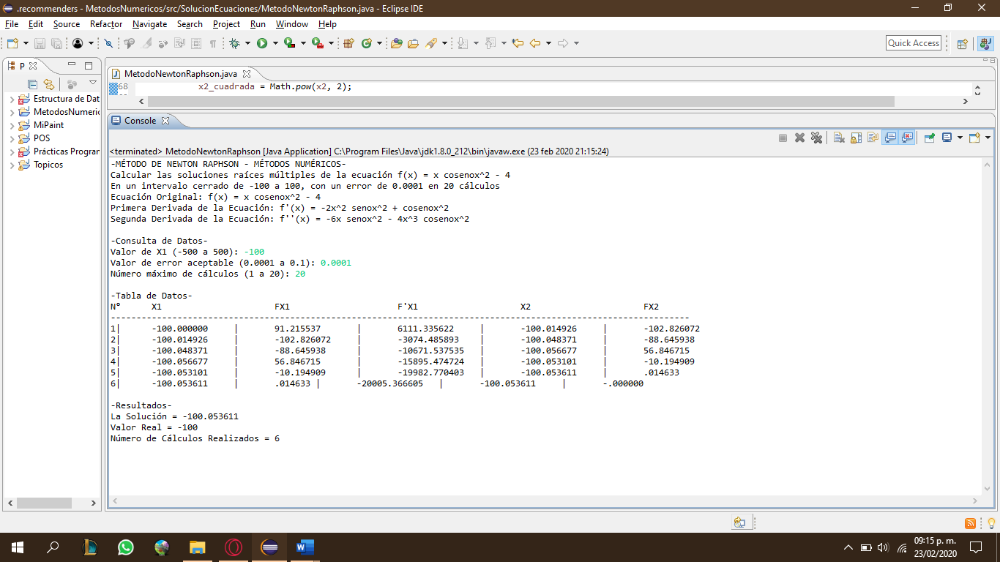 .recommenders - MetodosNumericos/src/SolucionEcuaciones/MetodoNewtonRaphson.java - Eclipse IDE
File Edit Source Refactor Navigate Search Project Run Window Help
Quick Access
P
MetodoNewtonRaphson.java
68 x2_cuadrada = Math.pow(x2, 2);
Estructura de Dat
MetodosNumeric
MiPaint
POS
Prácticas Prograr
Topicos
Console
<terminated> MetodoNewtonRaphson [Java Application] C:\Program Files\Java\jdk1.8.0_212\bin\javaw.exe (23 feb 2020 21:15:24)
-MÉTODO DE NEWTON RAPHSON - MÉTODOS NUMÉRICOS-
Calcular las soluciones raíces múltiples de la ecuación f(x) = x cosenox^2 - 4
En un intervalo cerrado de -100 a 100, con un error de 0.0001 en 20 cálculos
Ecuación Original: f(x) = x cosenox^2 - 4
Primera Derivada de la Ecuación: f'(x) = -2x^2 senox^2 + cosenox^2
Segunda Derivada de la Ecuación: f''(x) = -6x senox^2 - 4x^3 cosenox^2
-Consulta de Datos-
Valor de X1 (-500 a 500): -100
Valor de error aceptable (0.0001 a 0.1): 0.0001
Número máximo de cálculos (1 a 20): 20
-Tabla de Datos-
N° X1 FX1 F'X1 X2 FX2
-----------------------------------------------------------------------------------------------------------------
1| -100.000000 | 91.215537 | 6111.335622 | -100.014926 | -102.826072
2| -100.014926 | -102.826072 | -3074.485893 | -100.048371 | -88.645938
3| -100.048371 | -88.645938 | -10671.537535 | -100.056677 | 56.846715
4| -100.056677 | 56.846715 | -15895.474724 | -100.053101 | -10.194909
5| -100.053101 | -10.194909 | -19982.770403 | -100.053611 | .014633
6| -100.053611 | .014633 | -20005.366605 | -100.053611 | -.000000
-Resultados-
La Solución = -100.053611
Valor Real = -100
Número de Cálculos Realizados = 6
09:15 p. m.
23/02/2020